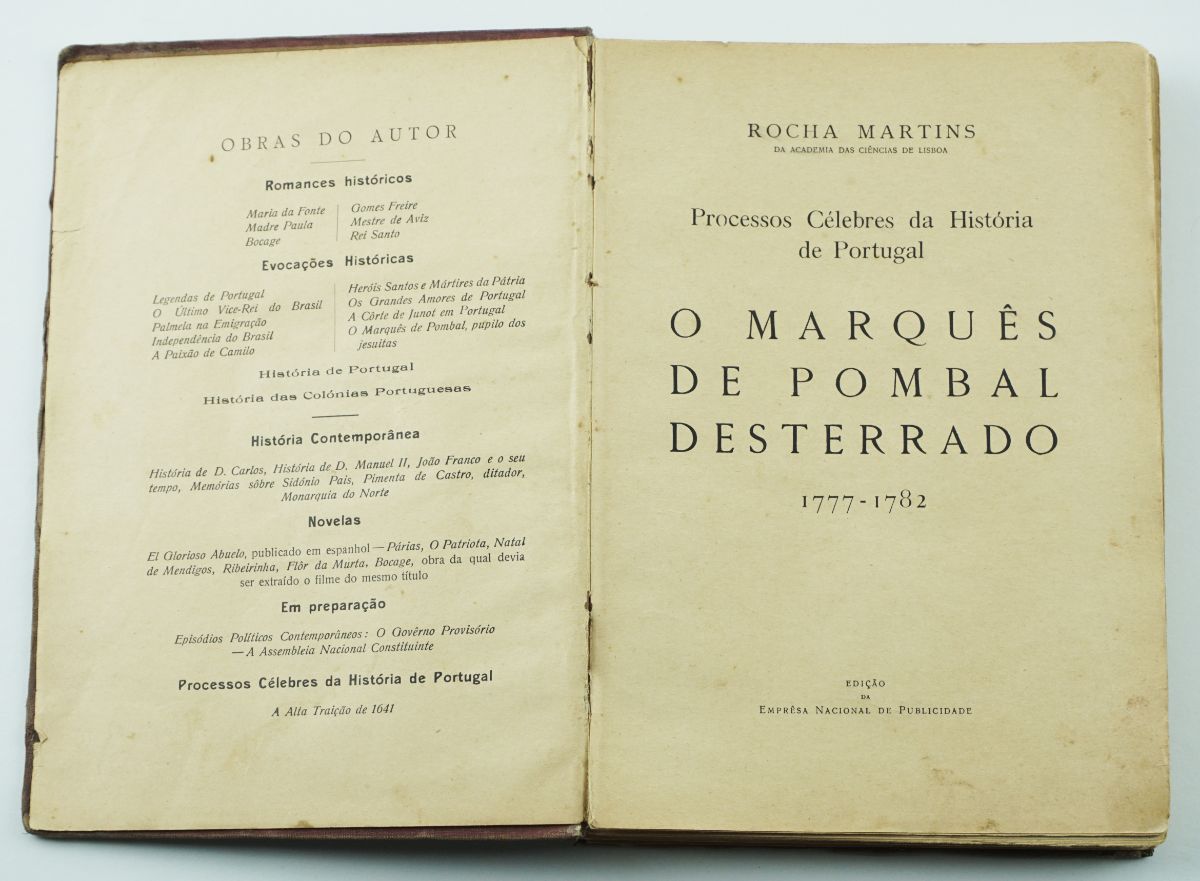 OBRAS DO AUTOR
Romances históricos
Maria da Fonte
Madre Paula
Bocage
Gomes Freire
Mestre de Aviz
Rei Santo
Evocações Históricas
Legendas de Portugal
O Último Vice-Rei do Brasil
Palmela na Emigração
Independência do Brasil
A Paixão de Camilo
Heróis Santos e Mártires da Pátria
Os Grandes Amores de Portugal
A Côrte de Junot em Portugal
O Marquês de Pombal, pupilo dos
jesuitas
História de Portugal
História das Colónias Portuguesas
História Contemporânea
História de D. Carlos, História de D. Manuel II, João Franco e o seu
tempo, Memórias sôbre Sidónio Pais, Pimenta de Castro, ditador,
Monarquia do Norte
Novelas
El Glorioso Abuelo, publicado em espanhol — Párias, O Patriota, Natal
de Mendigos, Ribeirinha, Flôr da Murta, Bocage, obra da qual devia
ser extraído o filme do mesmo título
Em preparação
Episódios Políticos Contemporâneos: O Govêrno Provisório
— A Assembleia Nacional Constituinte
Processos Célebres da História de Portugal
A Alta Traição de 1641
ROCHA MARTINS
DA ACADEMIA DAS CIÊNCIAS DE LISBOA
Processos Célebres da História
de Portugal
O MARQUÊS
DE POMBAL
DESTERRADO
1777-1782
EDIÇÃO
DA
EMPRÊSA NACIONAL DE PUBLICIDADE